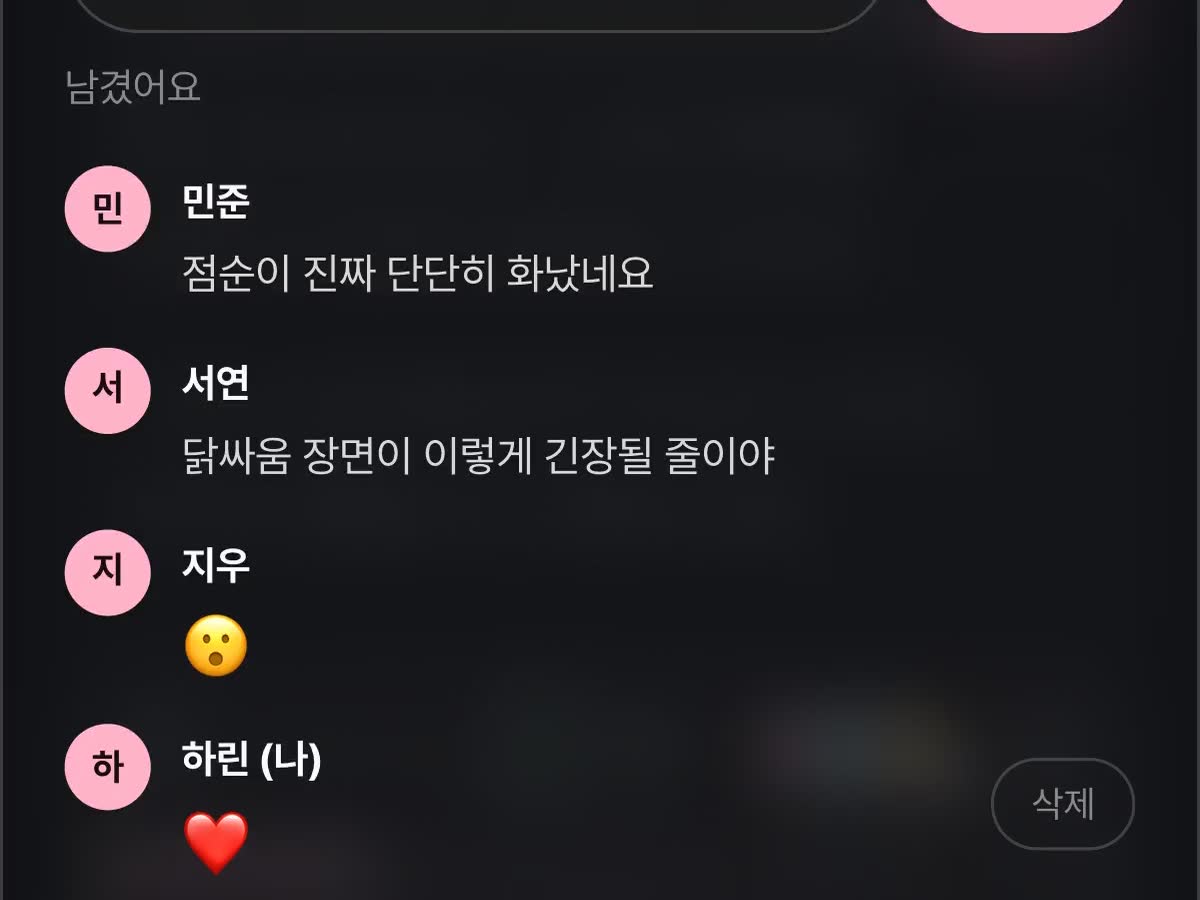 남겼어요
민
민준
점순이 진짜 단단히 화났네요
서
서연
닭싸움 장면이 이렇게 긴장될 줄이야
지
지우
😮
하
하린 (나)
❤️
삭제